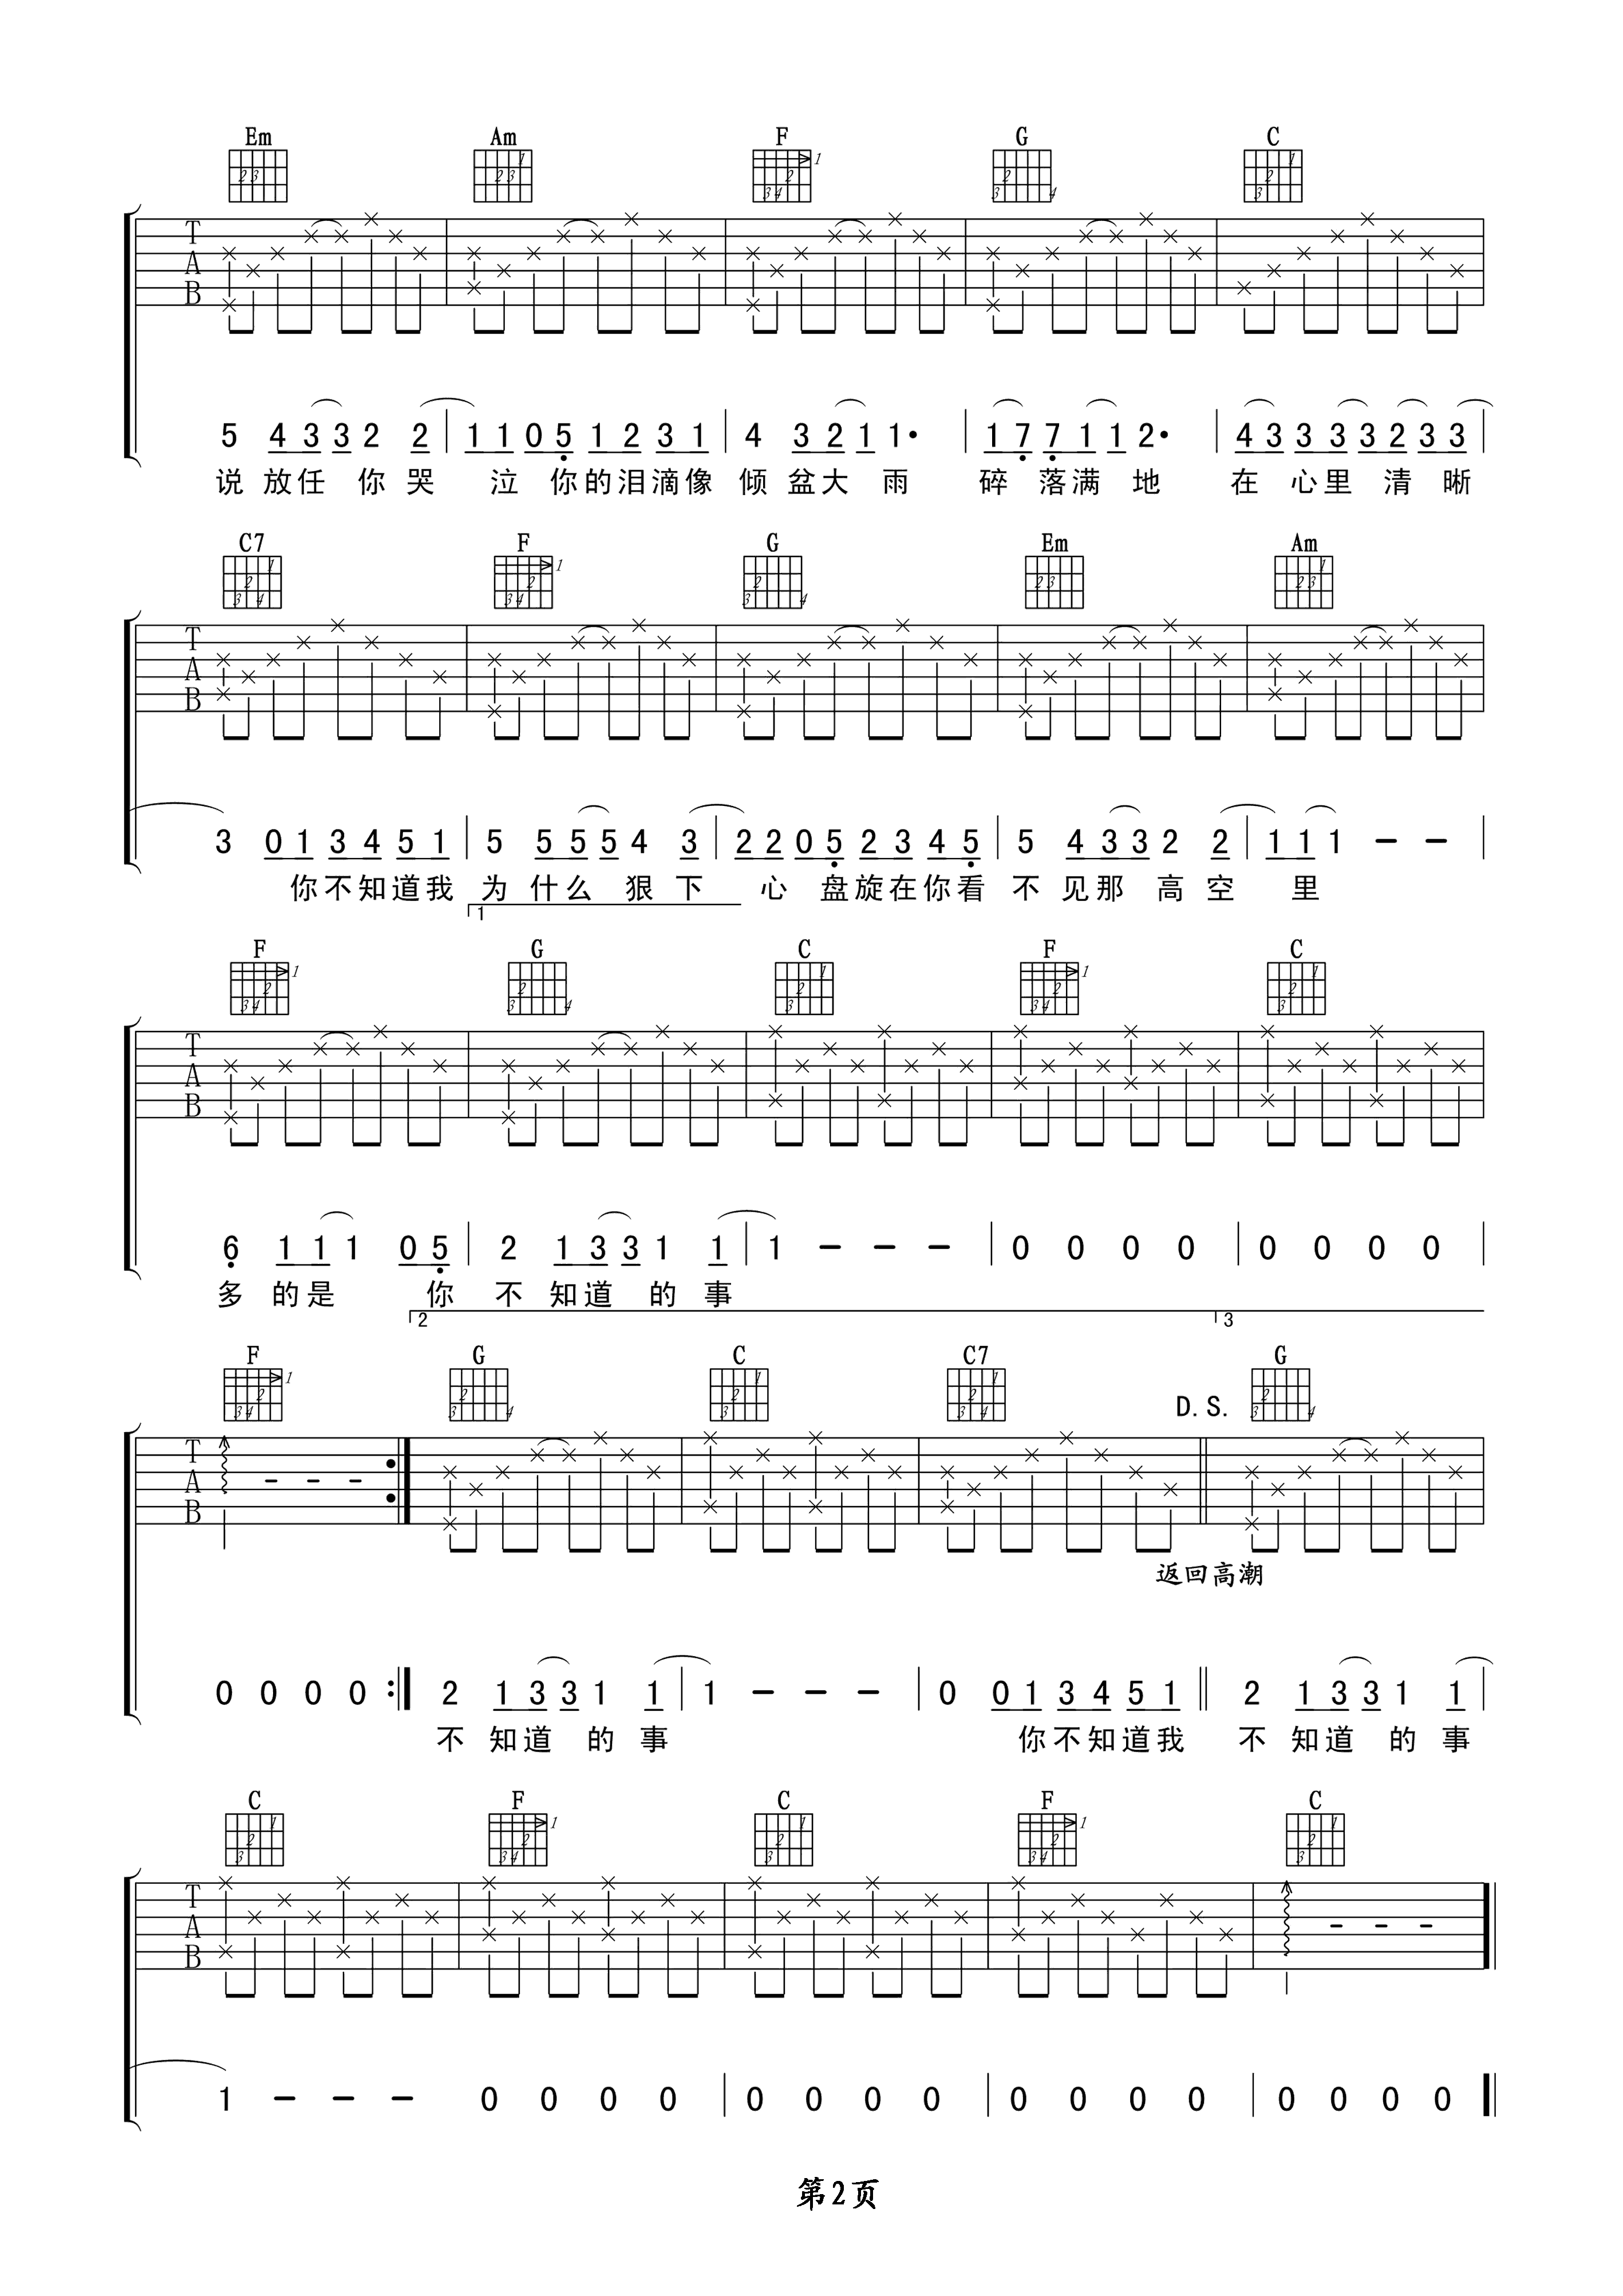 Em Am F G C
T
A
B
5 4 3 3 2 2 | 1 1 0 5 1 2 3 1 | 4 3 2 1 1• | 1 7 7 1 1 2• | 4 3 3 3 3 2 3 3 |
说 放任 你 哭 泣 你的泪滴像 倾 盆大 雨 碎 落满 地 在 心里 清 晰
C7 F G Em Am
T
A
B
3 0 1 3 4 5 1 | 5 5 5 5 4 3 | 2 2 0 5 2 3 4 5 | 5 4 3 3 2 2 | 1 1 1 - - |
你不知道我 为 什么 狠 下 心 盘旋在你看 不 见那 高 空 里
1
F G C F C
T
A
B
6 1 1 1 0 5 | 2 1 3 3 1 1 | 1 - - - | 0 0 0 0 | 0 0 0 0 |
多 的是 你 不 知道 的 事
2 3
F G C C7 D.S. G
T
A
B
- - -
返回高潮
0 0 0 0 :| 2 1 3 3 1 1 | 1 - - - | 0 0 1 3 4 5 1 || 2 1 3 3 1 1 |
不 知道 的 事 你不知道我 不 知道 的 事
C F C F C
T
A
B
- - -
1 - - - 0 0 0 0 | 0 0 0 0 | 0 0 0 0 | 0 0 0 0
第2页